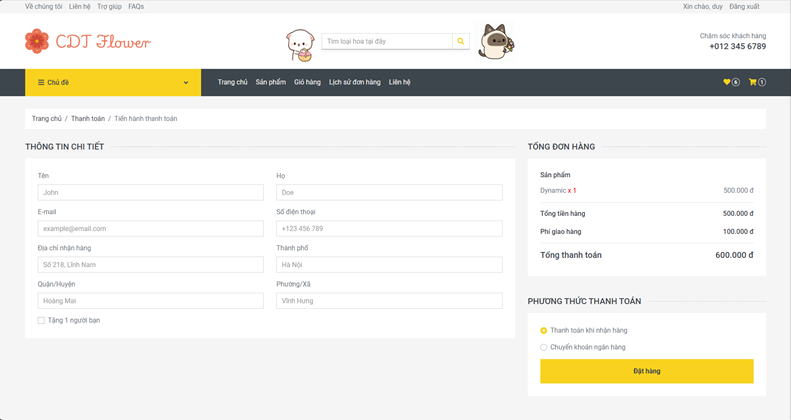 Về chúng tôi Liên hệ Trợ giúp FAQs
Xin chào, duy Đăng xuất
CDT Flower
Tìm loại hoa tại đây
Chăm sóc khách hàng
+012 345 6789
Chủ đề
Trang chủ Sản phẩm Giỏ hàng Lịch sử đơn hàng Liên hệ
6 1
Trang chủ / Thanh toán / Tiến hành thanh toán
THÔNG TIN CHI TIẾT
Tên Họ
John Doe
E-mail Số điện thoại
example@email.com +123 456 789
Địa chỉ nhận hàng Thành phố
Số 218, Lĩnh Nam Hà Nội
Quận/Huyện Phường/Xã
Hoàng Mai Vĩnh Hưng
Tặng 1 người bạn
TỔNG ĐƠN HÀNG
Sản phẩm
Dynamic x 1 500.000 đ
Tổng tiền hàng 500.000 đ
Phí giao hàng 100.000 đ
Tổng thanh toán 600.000 đ
PHƯƠNG THỨC THANH TOÁN
Thanh toán khi nhận hàng
Chuyển khoản ngân hàng
Đặt hàng